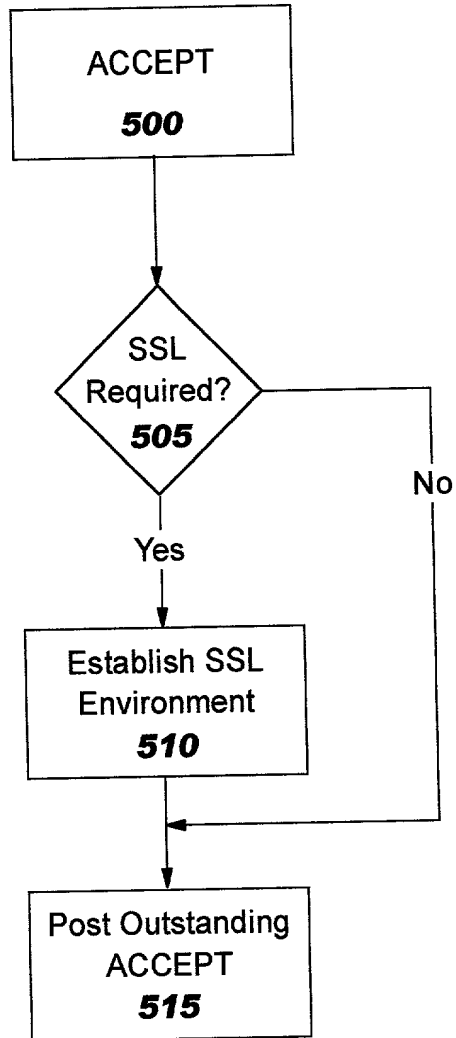 ACCEPT
500
SSL
Required?
505
No
Yes
Establish SSL
Environment
510
Post Outstanding
ACCEPT
515